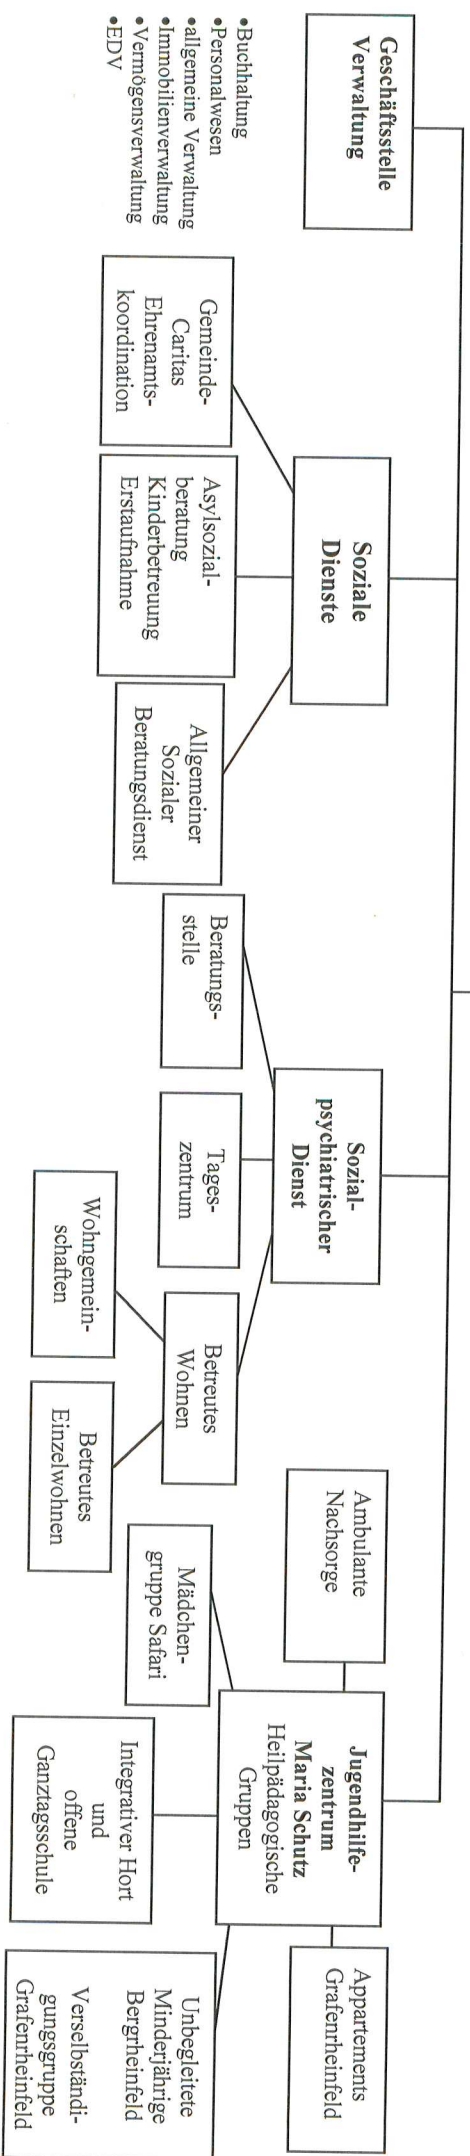 Geschäftsstelle
Verwaltung
•Buchhaltung
•Personalwesen
•allgemeine Verwaltung
•Immobilienverwaltung
•Vermögensverwaltung
•EDV
Soziale
Dienste
Gemeinde-
Caritas
Ehrenamts-
koordination
Asylsozial-
beratung
Kinderbetreuung
Erstaufnahme
Allgemeiner
Sozialer
Beratungsdienst
Sozial-
psychiatrischer
Dienst
Beratungs-
stelle
Tages-
zentrum
Betreutes
Wohnen
Wohngemein-
schaften
Betreutes
Einzelwohnen
Jugendhilfe-
zentrum
Maria Schutz
Heilpädagogische
Gruppen
Ambulante
Nachsorge
Appartements
Grafenrheinfeld
Mädchen-
gruppe Safari
Integrativer Hort
und
offene
Ganztagsschule
Unbegleitete
Minderjährige
Bergrheinfeld
Verselbständi-
gungsgruppe
Grafenrheinfeld